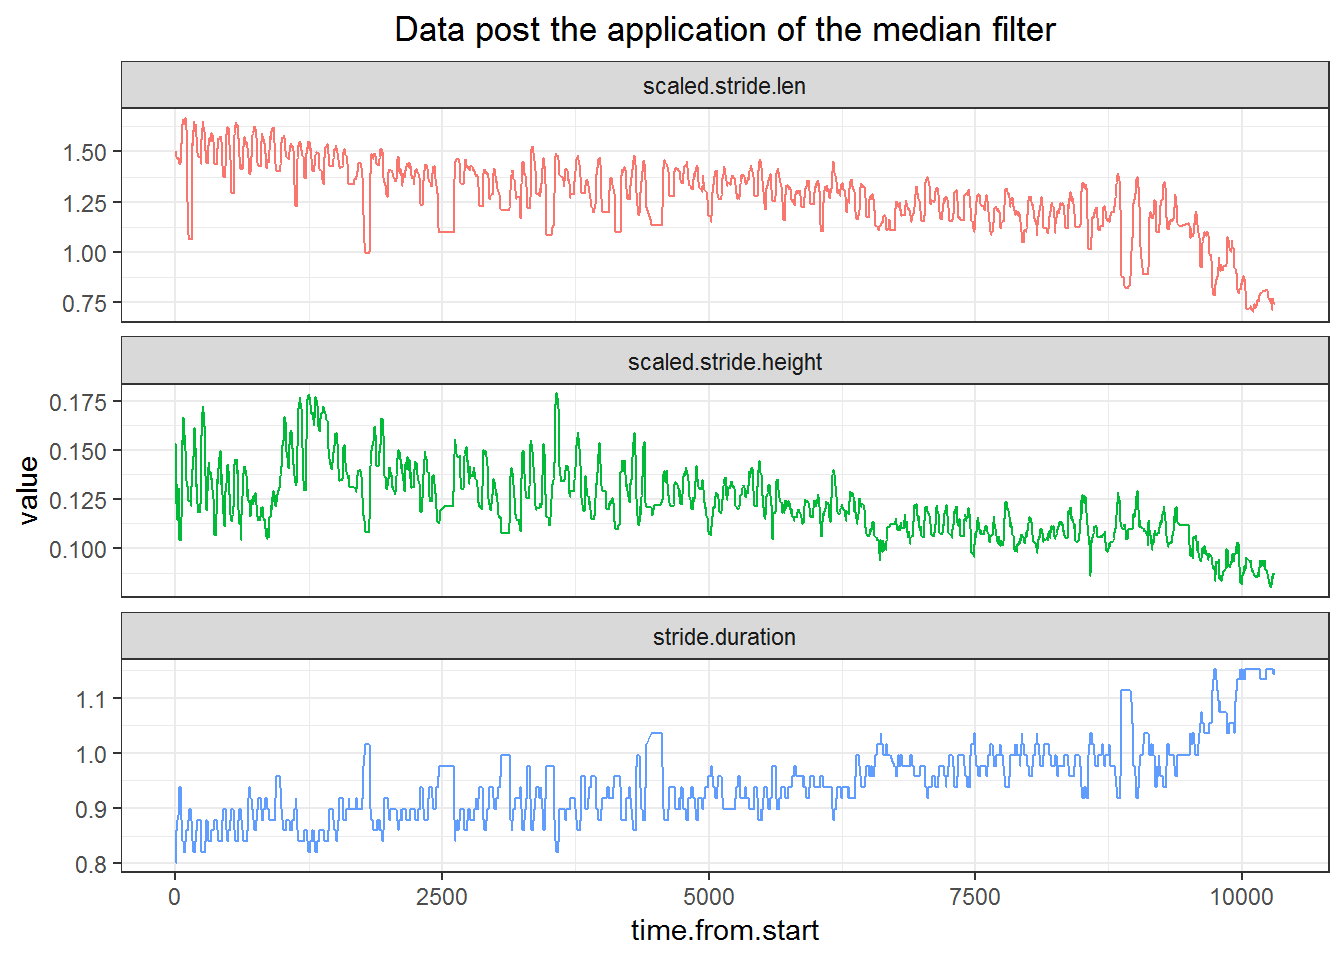 Data post the application of the median filter
scaled.stride.len
1.50
1.25
1.00
0.75
scaled.stride.height
0.175
0.150
0.125
0.100
value
stride.duration
1.1
1.0
0.9
0.8
0 2500 5000 7500 10000
time.from.start